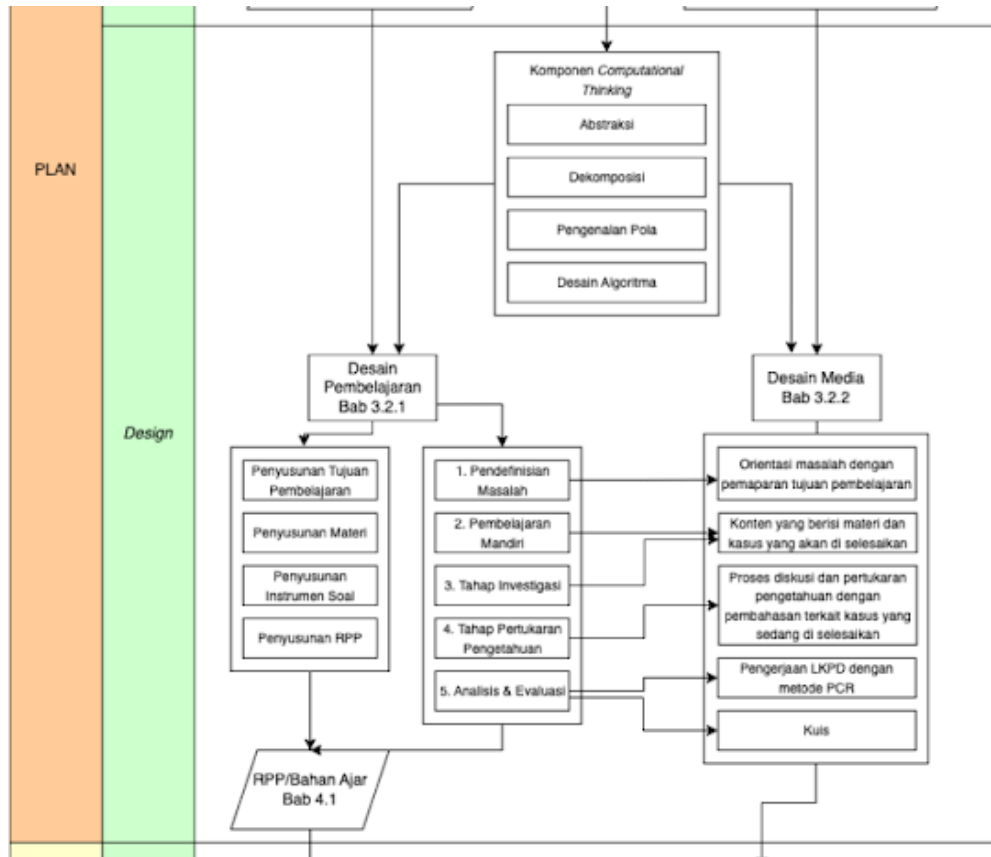 PLAN
Design
Komponen Computational
Thinking
Abstraksi
Dekomposisi
Pengenalan Pola
Desain Algoritma
Desain
Pembelajaran
Bab 3.2.1
Desain Media
Bab 3.2.2
Penyusunan Tujuan
Pembelajaran
Penyusunan Materi
Penyusunan
Instrumen Soal
Penyusunan RPP
1. Pendefinisian
Masalah
2. Pembelajaran
Mandiri
3. Tahap Investigasi
4. Tahap Pertukaran
Pengetahuan
5. Analisis & Evaluasi
Orientasi masalah dengan
pemaparan tujuan pembelajaran
Konten yang berisi materi dan
kasus yang akan di selesaikan
Proses diskusi dan pertukaran
pengetahuan dengan
pembahasan terkait kasus yang
sedang di selesaikan
Pengerjaan LKPD dengan
metode PCR
Kuis
RPP/Bahan Ajar
Bab 4.1